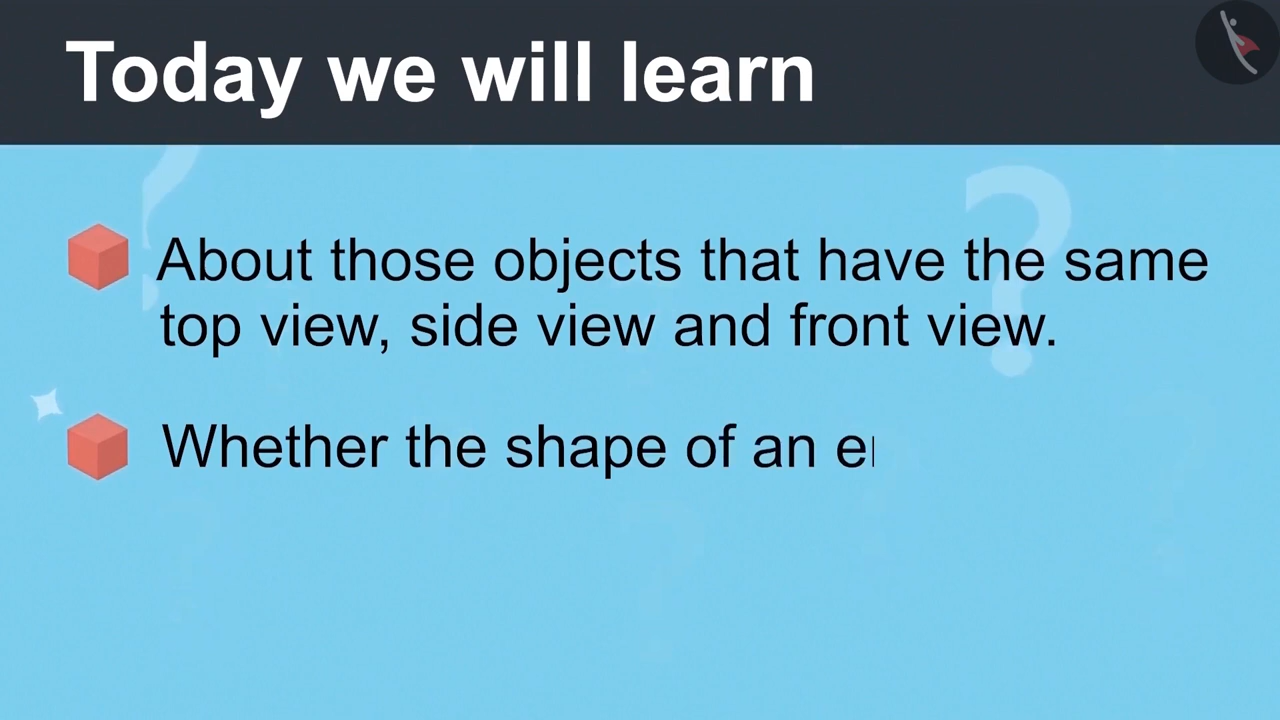 Today we will learn
About those objects that have the same
top view, side view and front view.
Whether the shape of an